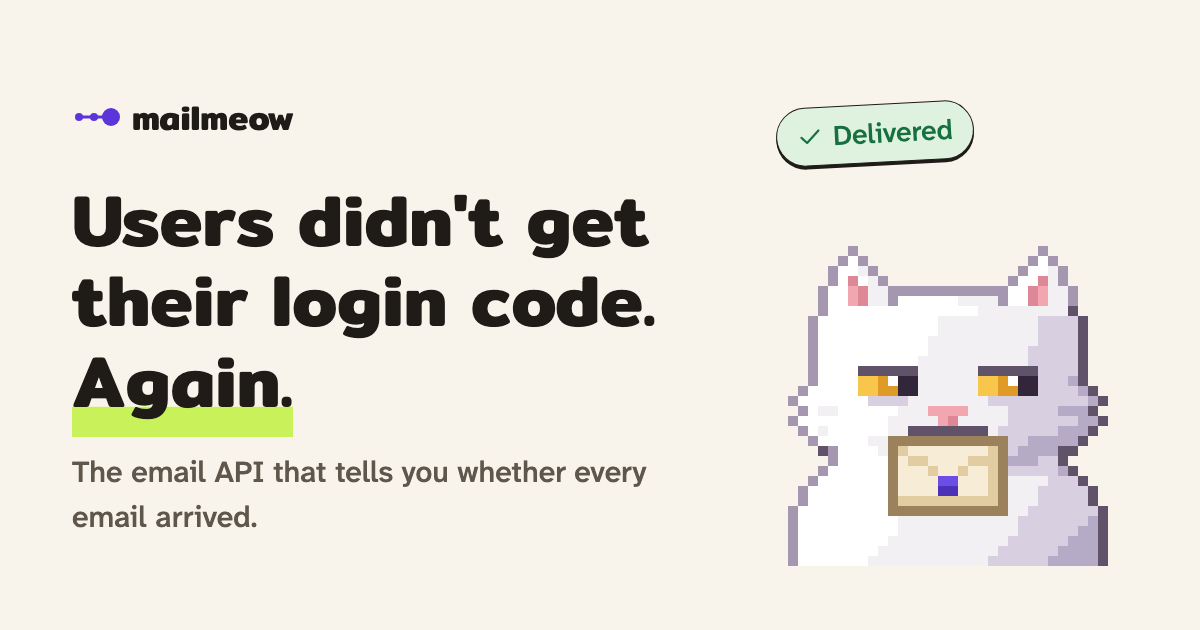 mailmeow
Delivered
Users didn't get
their login code.
Again.
The email API that tells you whether every
email arrived.